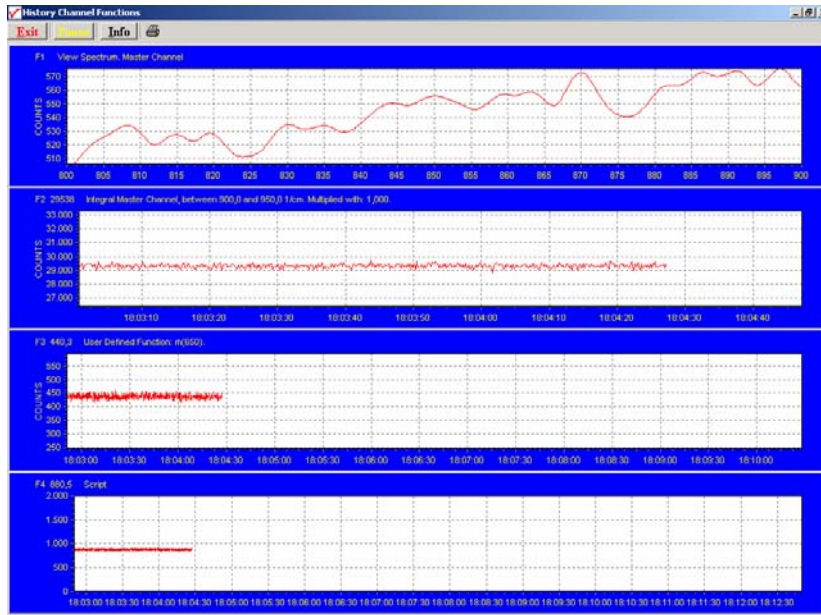 History Channel Functions
Exit Pause Info
F1 View Spectrum. Master Channel
COUNTS
570
560
550
540
530
520
510
800 805 810 815 820 825 830 835 840 845 850 855 860 865 870 875 880 885 890 895 900
F2 29538 Integral Master Channel, between 900,0 and 950,0 1/cm. Multiplied with: 1,000.
COUNTS
33.000
32.000
31.000
30.000
29.000
28.000
27.000
18:03:10 18:03:20 18:03:30 18:03:40 18:03:50 18:04:00 18:04:10 18:04:20 18:04:30 18:04:40
F3 440,3 User Defined Function: m(850).
COUNTS
550
500
450
400
350
300
250
18:03:00 18:03:30 18:04:00 18:04:30 18:05:00 18:05:30 18:06:00 18:06:30 18:07:00 18:07:30 18:08:00 18:08:30 18:09:00 18:09:30 18:10:00
F4 880,5 Script
2.000
1.500
1.000
500
0
18:03:00 18:03:30 18:04:00 18:04:30 18:05:00 18:05:30 18:06:00 18:06:30 18:07:00 18:07:30 18:08:00 18:08:30 18:09:00 18:09:30 18:10:00 18:10:30 18:11:00 18:11:30 18:12:00 18:12:30